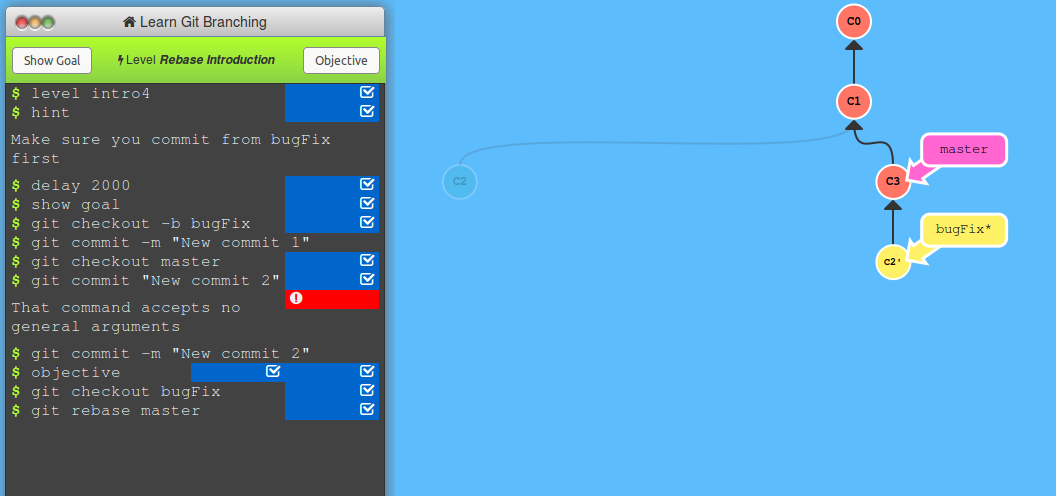 Learn Git Branching
Show Goal
Level Rebase Introduction
Objective
$ level intro4
$ hint
Make sure you commit from bugFix
first
$ delay 2000
$ show goal
$ git checkout -b bugFix
$ git commit -m "New commit 1"
$ git checkout master
$ git commit "New commit 2"
That command accepts no
general arguments
$ git commit -m "New commit 2"
$ objective
$ git checkout bugFix
$ git rebase master
C0
C1
C2
C3
master
bugFix*
C2'